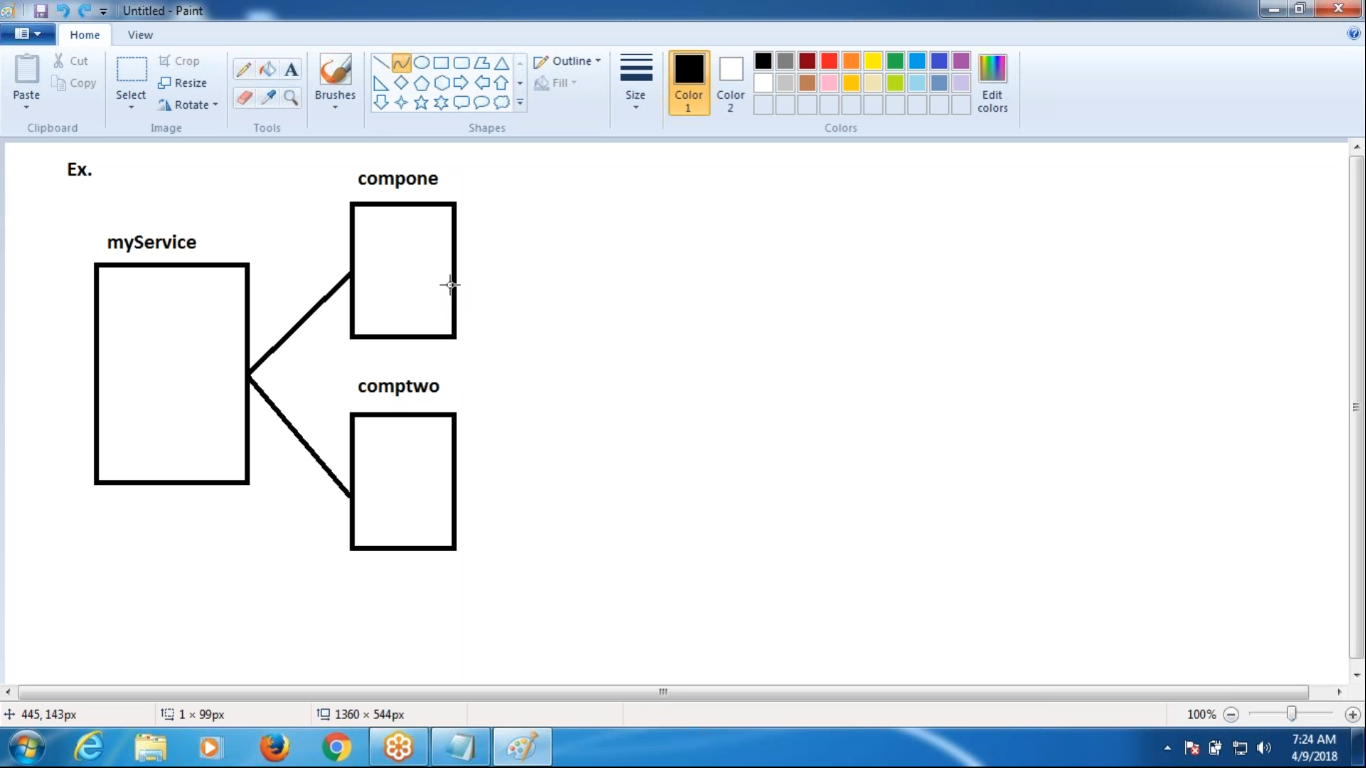 Untitled - Paint
Home
View
Paste
Cut
Copy
Clipboard
Select
Crop
Resize
Rotate
Image
A
Tools
Brushes
Outline
Fill
Shapes
Size
Color 1
Color 2
Edit colors
Colors
Ex.
compone
myService
comptwo
445, 143px
1 × 99px
1360 × 544px
100%
7:24 AM
4/9/2018